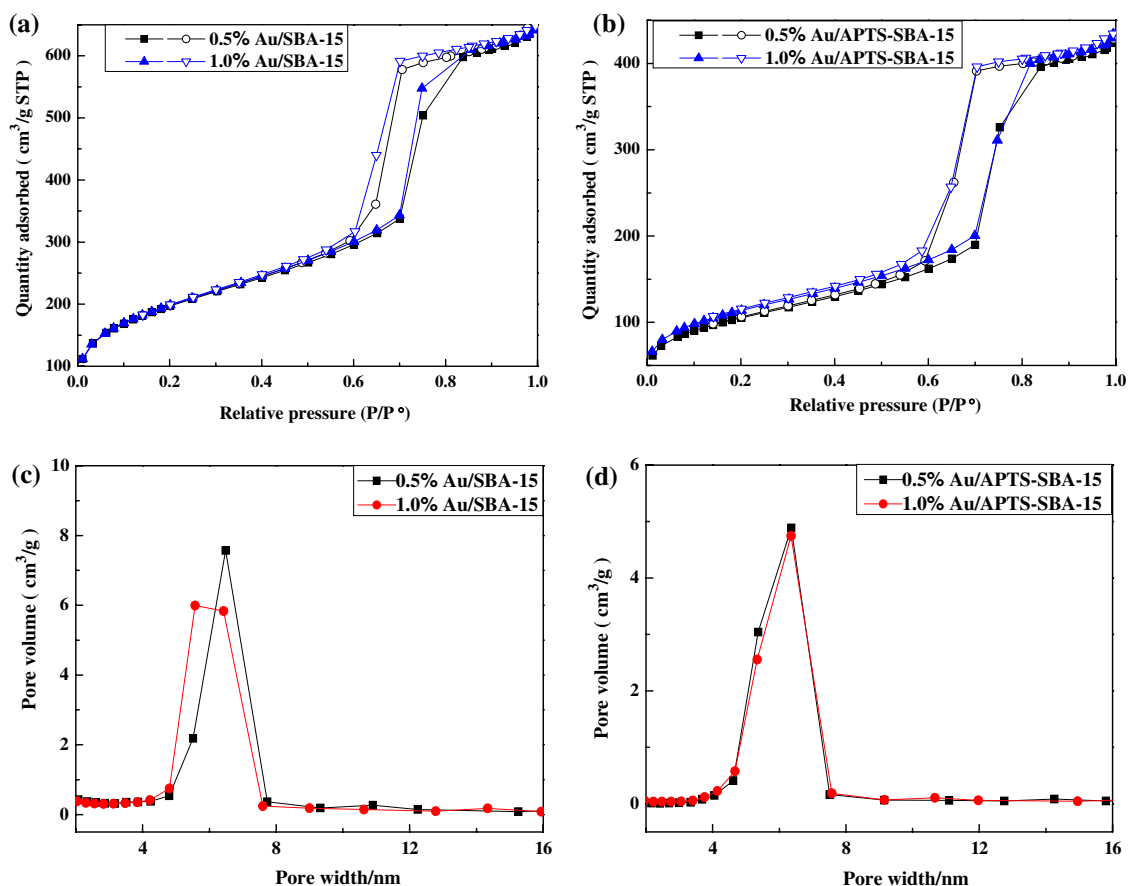 (a)
0.5% Au/SBA-15
1.0% Au/SBA-15
Quantity adsorbed ( cm³/g STP)
600
500
400
300
200
100
0.0 0.2 0.4 0.6 0.8 1.0
Relative pressure (P/P°)
(b)
0.5% Au/APTS-SBA-15
1.0% Au/APTS-SBA-15
Quantity adsorbed ( cm³/g STP)
400
300
200
100
0.0 0.2 0.4 0.6 0.8 1.0
Relative pressure (P/P°)
(c)
0.5% Au/SBA-15
1.0% Au/SBA-15
Pore volume ( cm³/g )
10
8
6
4
2
0
4 8 12 16
Pore width/nm
(d)
0.5% Au/APTS-SBA-15
1.0% Au/APTS-SBA-15
Pore volume ( cm³/g )
6
4
2
0
4 8 12 16
Pore width/nm